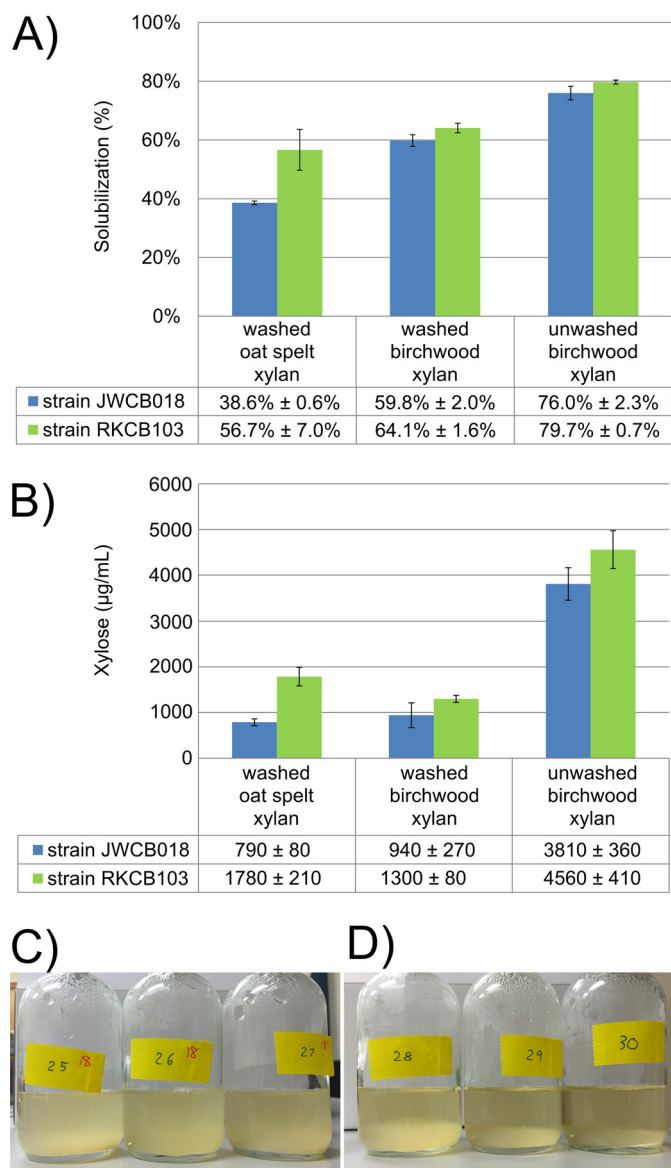 A)
100%
80%
60%
40%
20%
0%
Solubilization (%)
washed
oat spelt
xylan
washed
birchwood
xylan
unwashed
birchwood
xylan
strain JWCB018 38.6% ± 0.6% 59.8% ± 2.0% 76.0% ± 2.3%
strain RKCB103 56.7% ± 7.0% 64.1% ± 1.6% 79.7% ± 0.7%
B)
6000
5000
4000
3000
2000
1000
0
Xylose (µg/mL)
washed
oat spelt
xylan
washed
birchwood
xylan
unwashed
birchwood
xylan
strain JWCB018 790 ± 80 940 ± 270 3810 ± 360
strain RKCB103 1780 ± 210 1300 ± 80 4560 ± 410
C)
25 18
26 18
27 18
D)
28
29
30